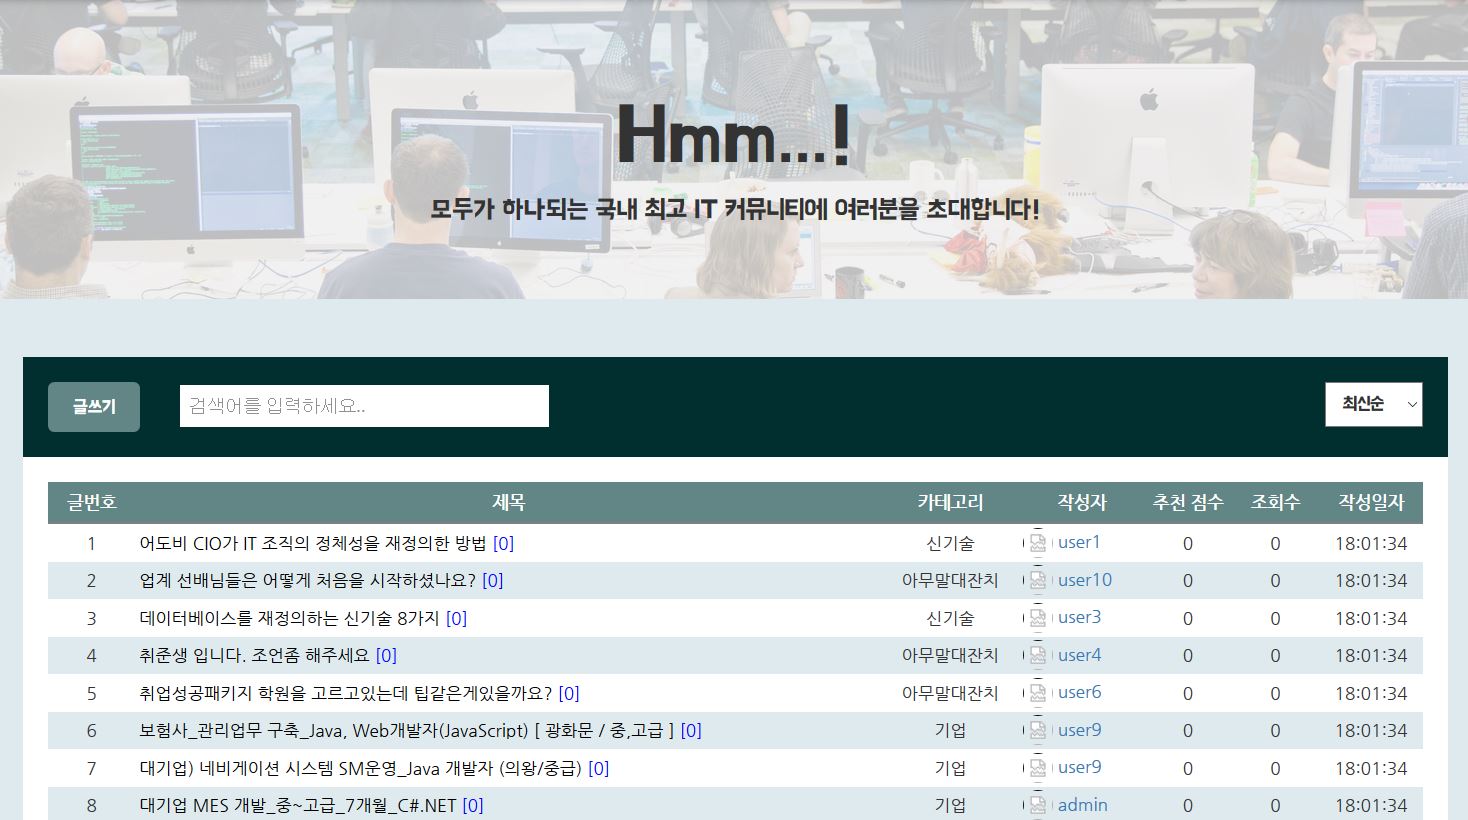 Hmm...!
모두가 하나되는 국내 최고 IT 커뮤니티에 여러분을 초대합니다!
글쓰기 검색어를 입력하세요.. 최신순
글번호 제목 카테고리 작성자 추천 점수 조회수 작성일자
1 어도비 CIO가 IT 조직의 정체성을 재정의한 방법 [0] 신기술 user1 0 0 18:01:34
2 업계 선배님들은 어떻게 처음을 시작하셨나요? [0] 아무말대잔치 user10 0 0 18:01:34
3 데이터베이스를 재정의하는 신기술 8가지 [0] 신기술 user3 0 0 18:01:34
4 취준생 입니다. 조언좀 해주세요 [0] 아무말대잔치 user4 0 0 18:01:34
5 취업성공패키지 학원을 고르고있는데 팁같은게있을까요? [0] 아무말대잔치 user6 0 0 18:01:34
6 보험사_관리업무 구축_Java, Web개발자(JavaScript) [ 광화문 / 중,고급 ] [0] 기업 user9 0 0 18:01:34
7 대기업) 네비게이션 시스템 SM운영_Java 개발자 (의왕/중급) [0] 기업 user9 0 0 18:01:34
8 대기업 MES 개발_중~고급_7개월_C#.NET [0] 기업 admin 0 0 18:01:34